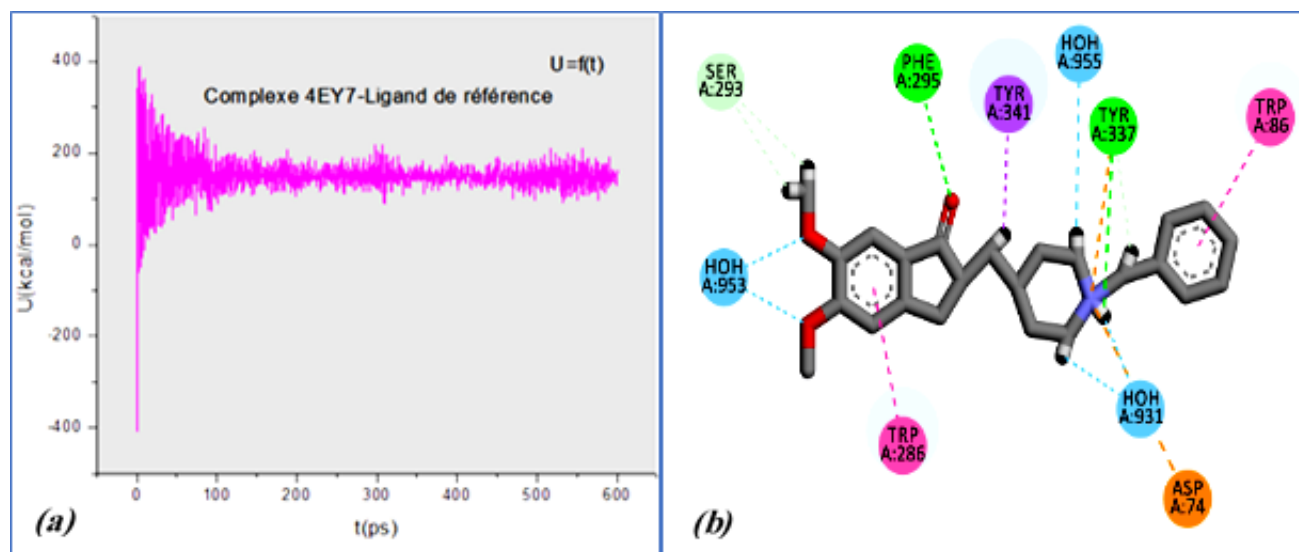 U=f(t)
Complexe 4EY7-Ligand de référence
U(kcal/mol)
400
200
0
-200
-400
0 100 200 300 400 500 600
t(ps)
(a)
SER
A:293
PHE
A:295
TYR
A:341
HOH
A:955
TYR
A:337
TRP
A:86
HOH
A:953
N
TRP
A:286
HOH
A:931
ASP
A:74
(b)